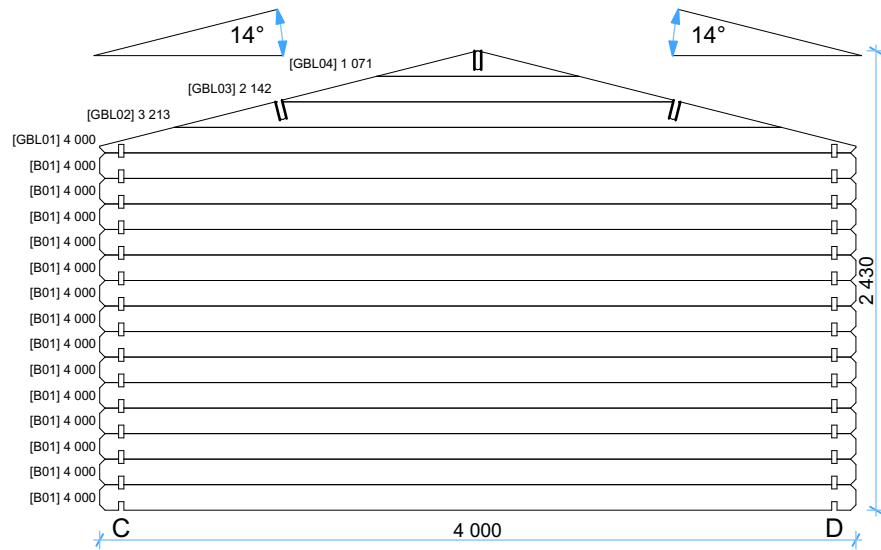 14°
14°
[GBL04] 1 071
[GBL03] 2 142
[GBL02] 3 213
[GBL01] 4 000
[B01] 4 000
[B01] 4 000
[B01] 4 000
[B01] 4 000
[B01] 4 000
[B01] 4 000
[B01] 4 000
[B01] 4 000
[B01] 4 000
[B01] 4 000
[B01] 4 000
[B01] 4 000
[B01] 4 000
[B01] 4 000
2 430
C
4 000
D